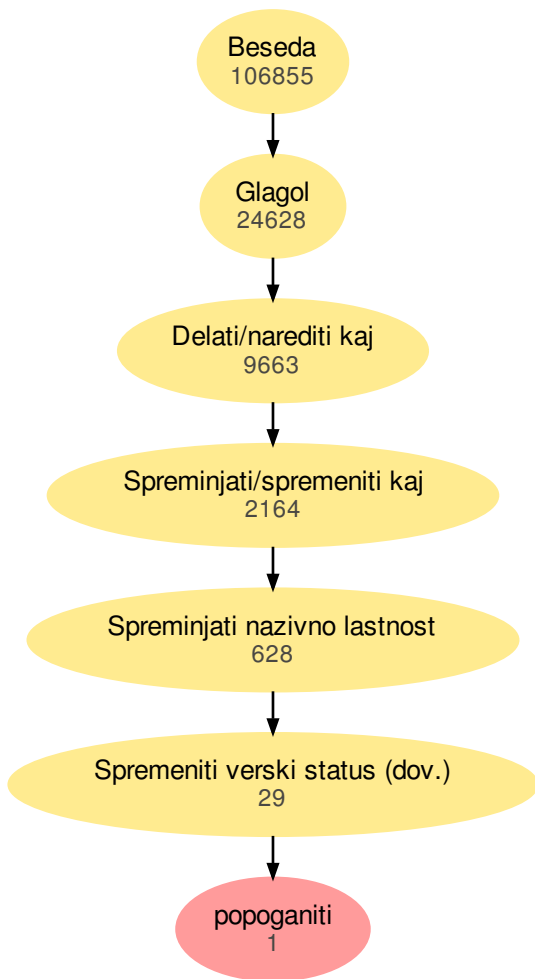 Beseda
106855
Glagol
24628
Delati/narediti kaj
9663
Spreminjati/spremeniti kaj
2164
Spreminjati nazivno lastnost
628
Spremeniti verski status (dov.)
29
popoganiti
1